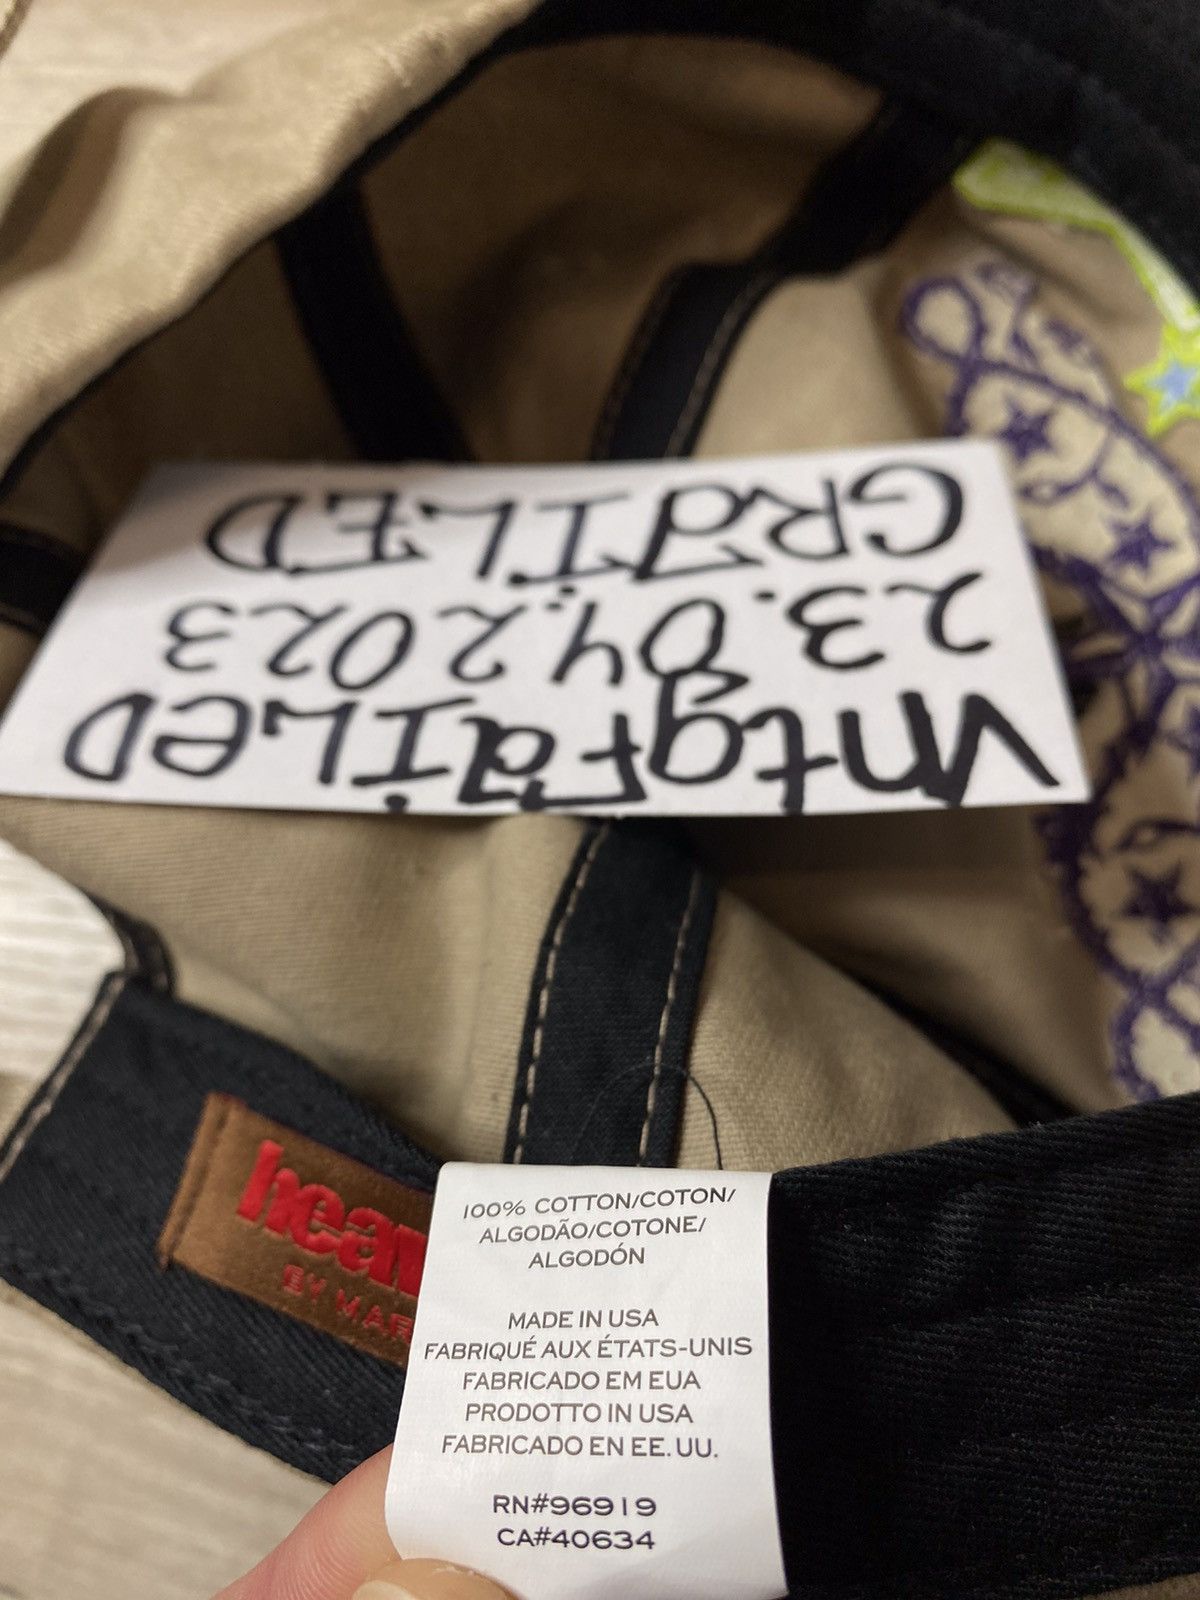 VntgFaILeD
23.04.2023
GRaILED
BY
100% COTTON/COTON/
ALGODÃO/COTONE/
ALGODÓN
MADE IN USA
FABRIQUÉ AUX ÉTATS-UNIS
FABRICADO EM EUA
PRODOTTO IN USA
FABRICADO EN EE. UU.
RN#96919
CA#40634